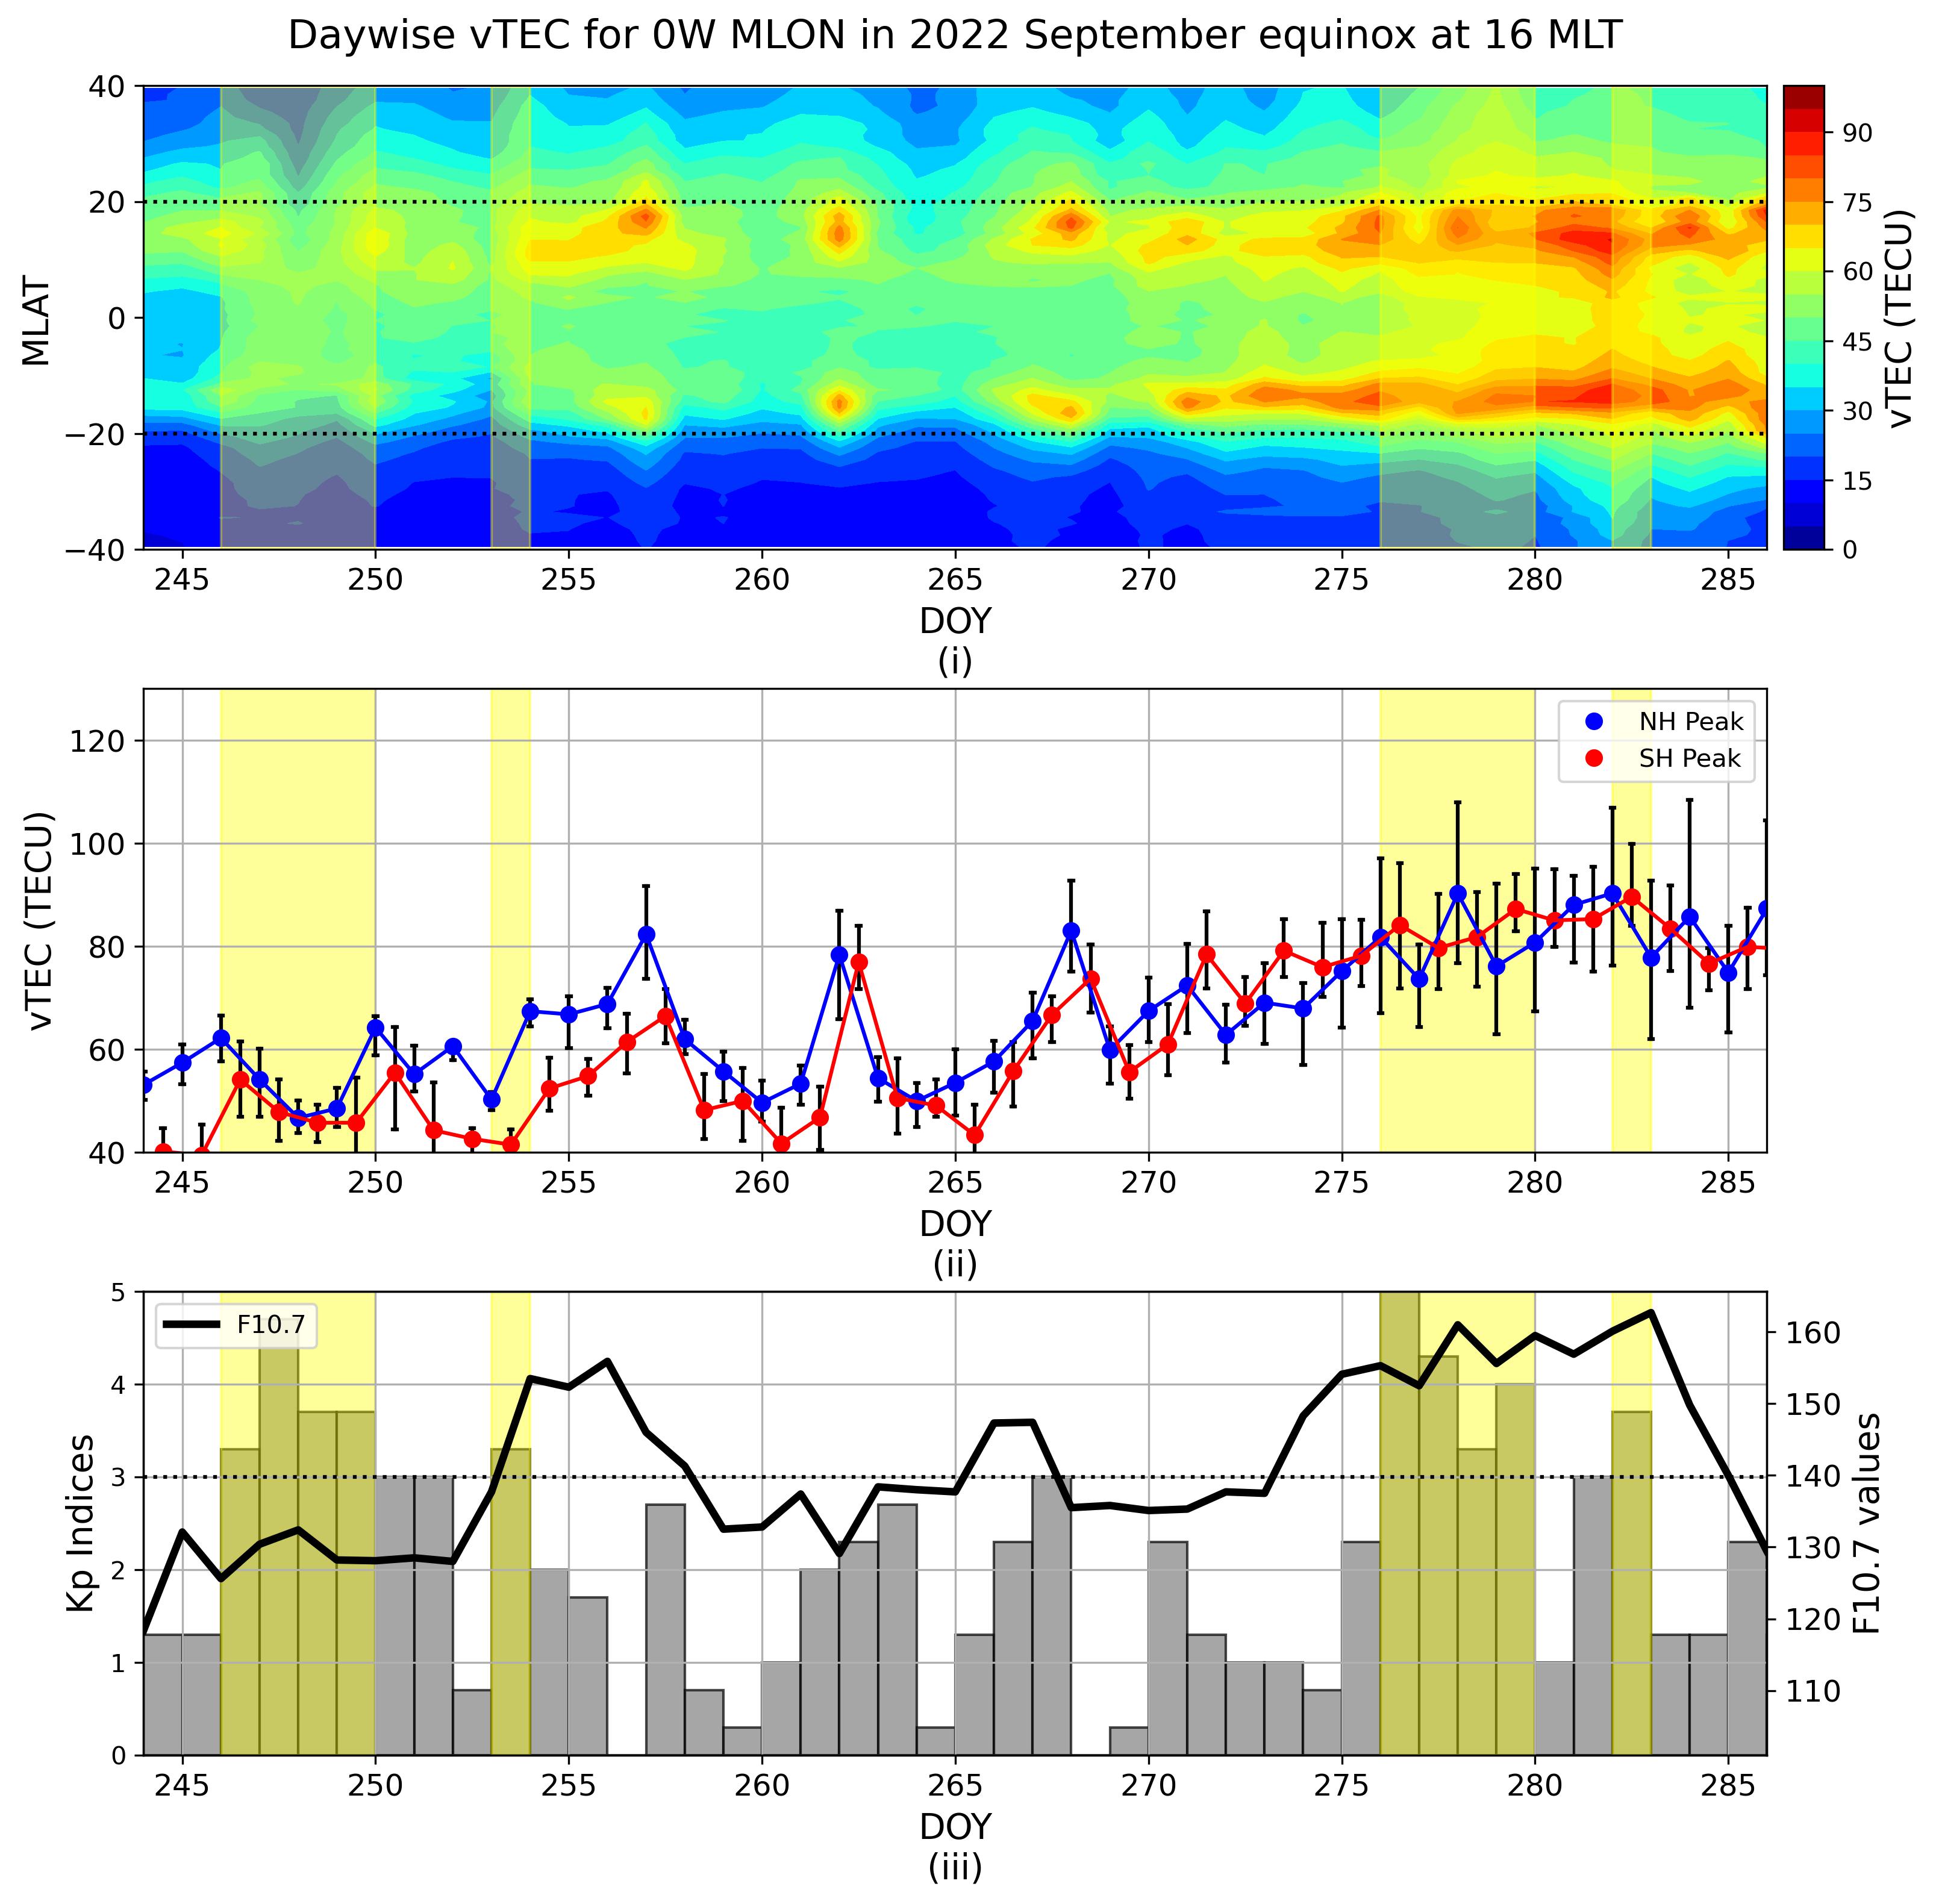 Daywise vTEC for 0W MLON in 2022 September equinox at 16 MLT
40
20
0
−20
−40
MLAT
245 250 255 260 265 270 275 280 285
DOY
(i)
90
75
60
45
30
15
0
vTEC (TECU)
NH Peak
SH Peak
120
100
80
60
40
vTEC (TECU)
245 250 255 260 265 270 275 280 285
DOY
(ii)
F10.7
5
4
3
2
1
0
Kp Indices
160
150
140
130
120
110
F10.7 values
245 250 255 260 265 270 275 280 285
DOY
(iii)